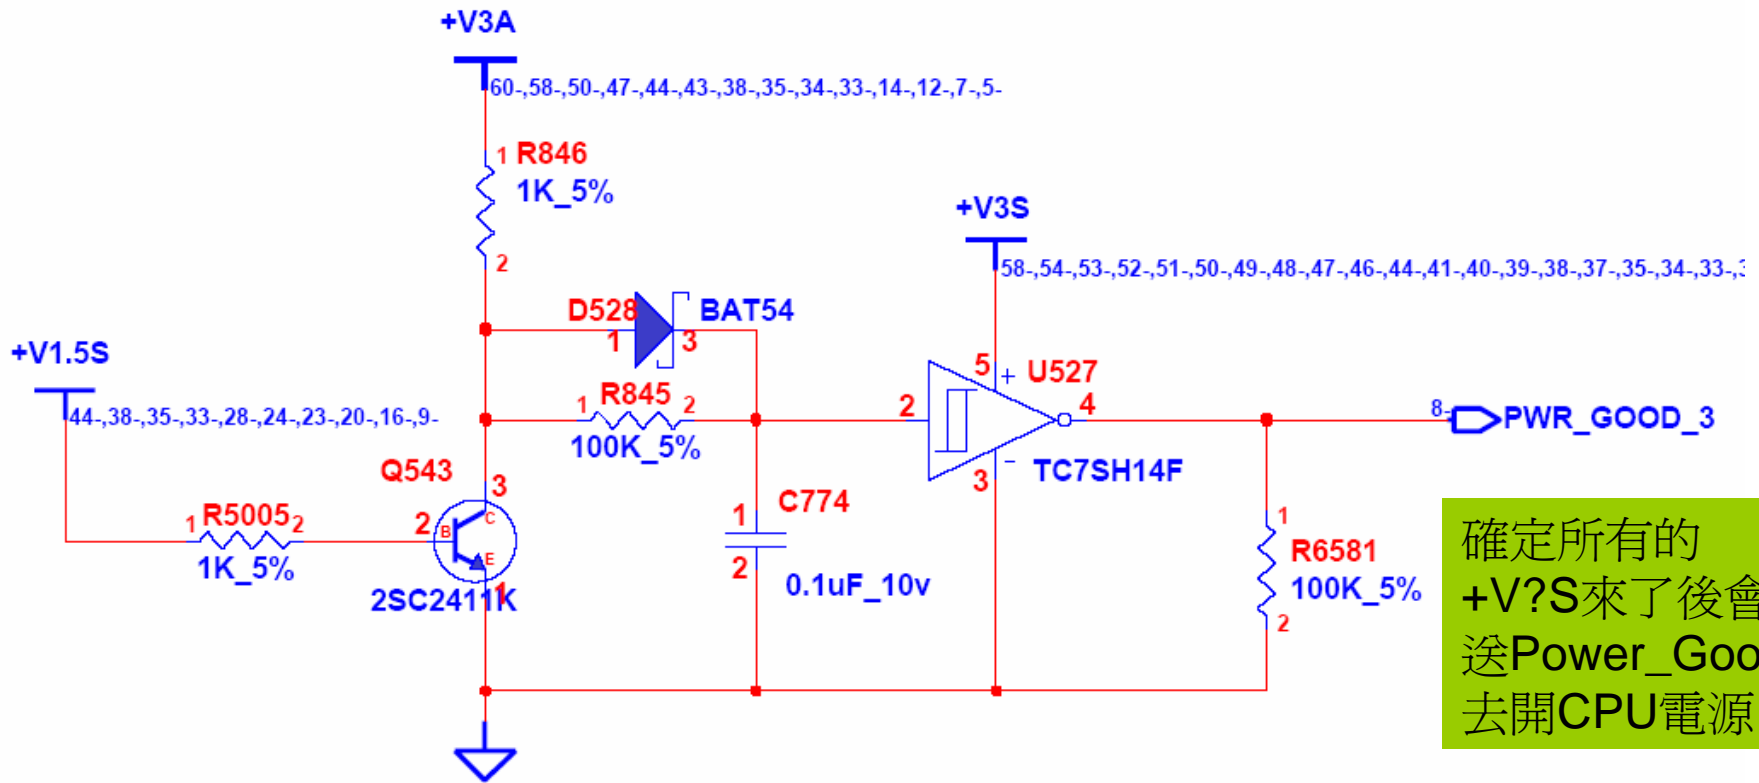 +V3A
60-,58-,50-,47-,44-,43-,38-,35-,34-,33-,14-,12-,7-,5-
1 R846
1K_5%
2
+V3S
58-,54-,53-,52-,51-,50-,49-,48-,47-,46-,44-,41-,40-,39-,38-,37-,35-,34-,33-,
D528 BAT54
1 3
+V1.5S
44-,38-,35-,33-,28-,24-,23-,20-,16-,9-
R845
1 2
100K_5%
5 + U527
2 4
3 - TC7SH14F
8- PWR_GOOD_3
Q543
3
C
2 B
E
1
2SC2411K
R5005
1 2
1K_5%
C774
1
2
0.1uF_10v
1
R6581
100K_5%
2
確定所有的
+V?S來了後會
送Power_Goo
去開CPU電源